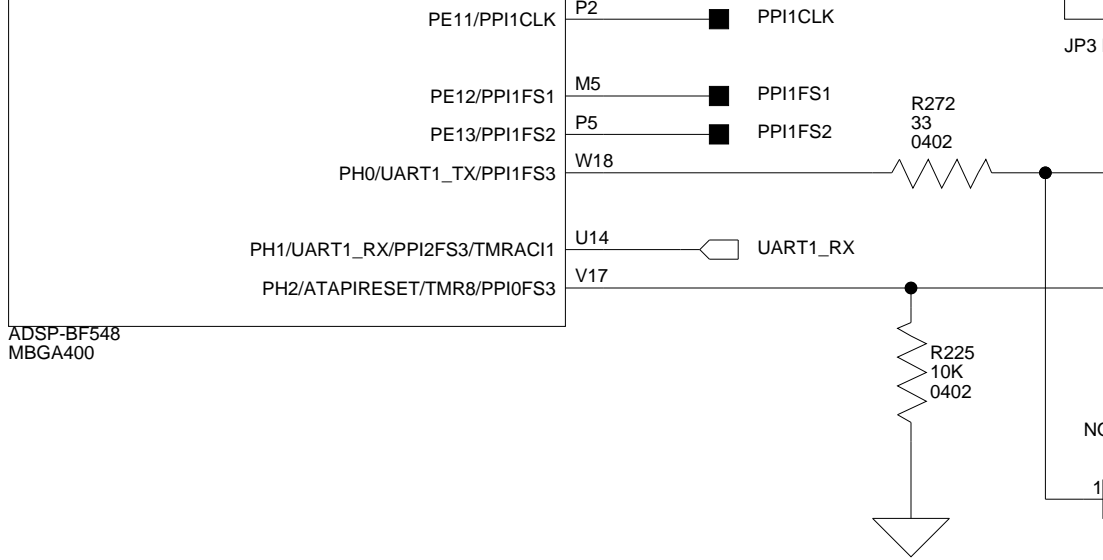 PE11/PPI1CLK P2 PPI1CLK
JP3
PE12/PPI1FS1 M5 PPI1FS1
PE13/PPI1FS2 P5 PPI1FS2
R272
33
0402
PH0/UART1_TX/PPI1FS3 W18
PH1/UART1_RX/PPI2FS3/TMRACI1 U14 UART1_RX
PH2/ATAPIRESET/TMR8/PPI0FS3 V17
ADSP-BF548
MBGA400
R225
10K
0402
1